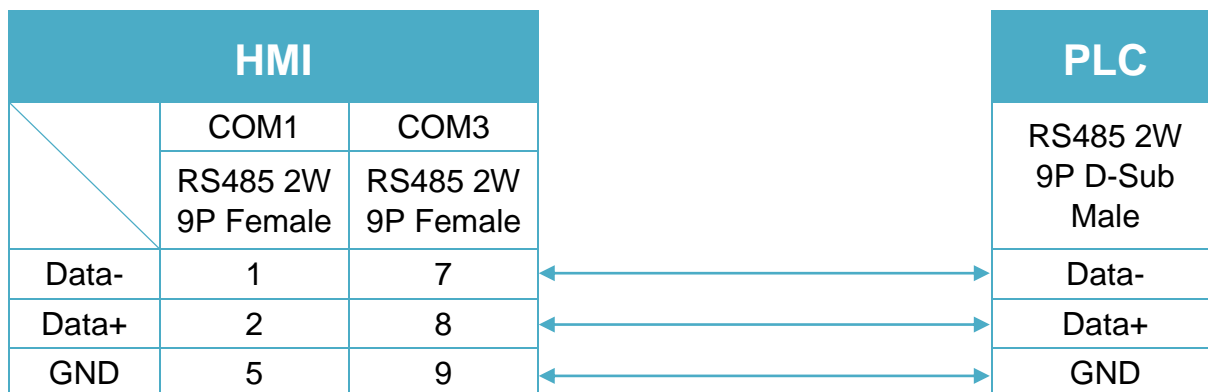 HMI
PLC
COM1 COM3
RS485 2W
9P Female
RS485 2W
9P Female
RS485 2W
9P D-Sub
Male
Data- 1 7 Data-
Data+ 2 8 Data+
GND 5 9 GND